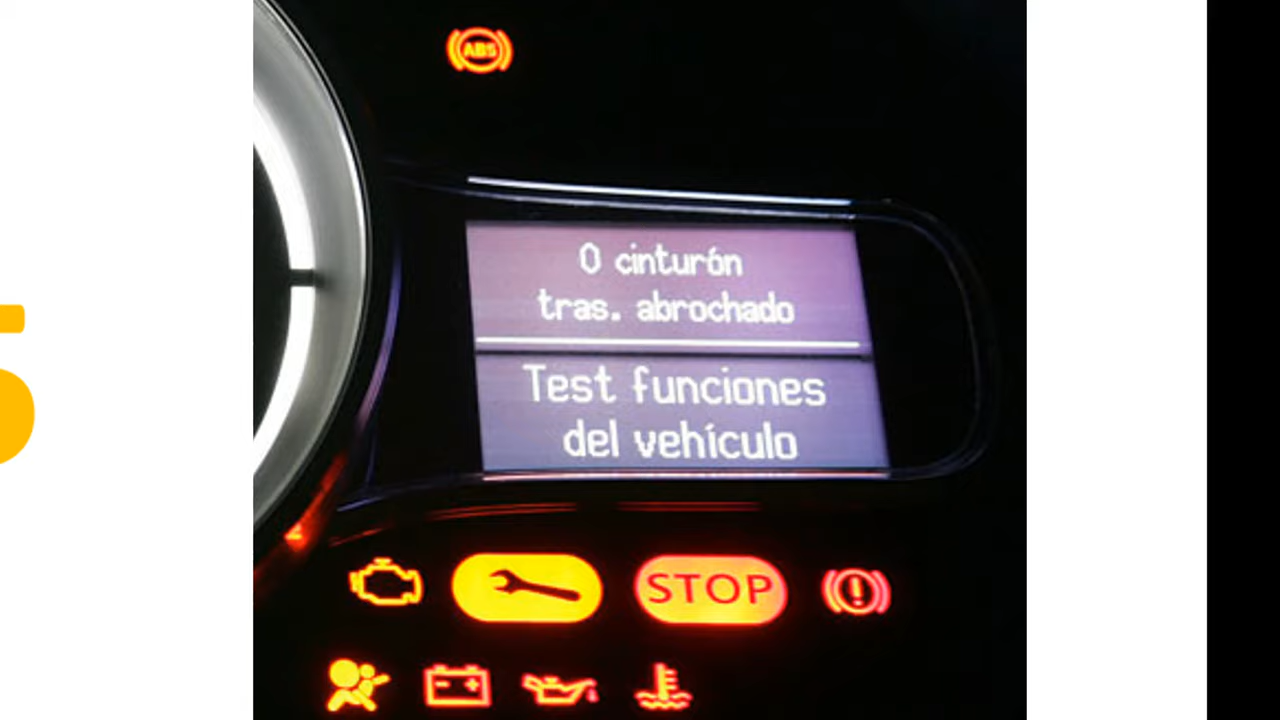 ABS
0 cinturón
tras. abrochado
Test funciones
del vehículo
STOP